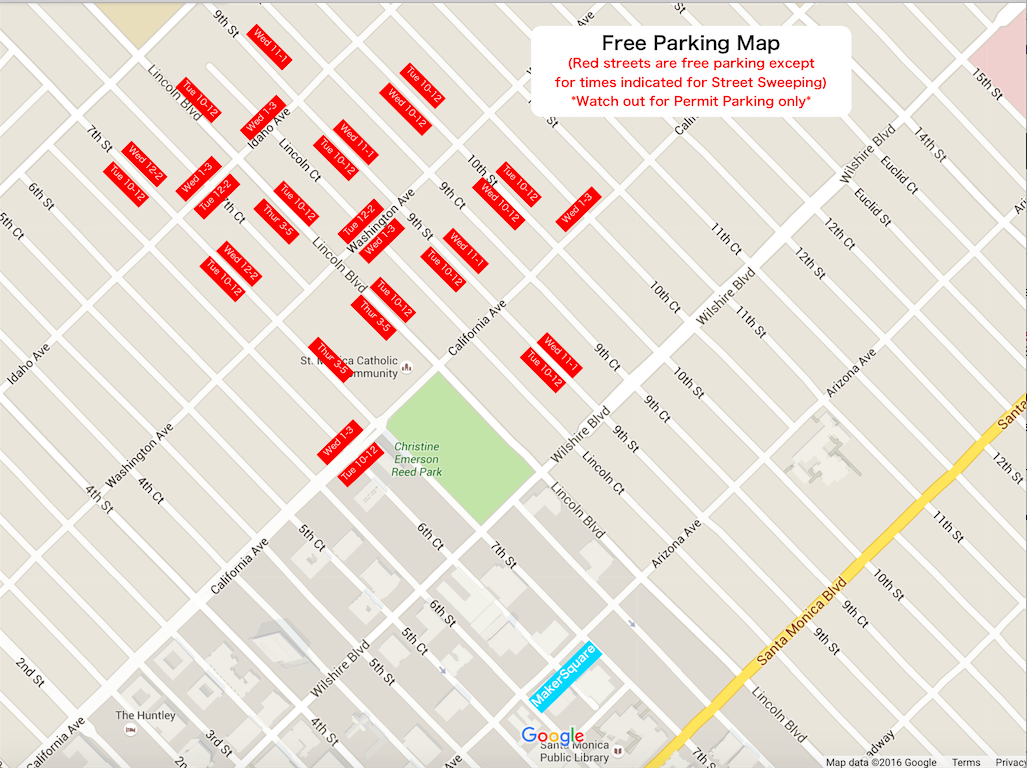 Free Parking Map
(Red streets are free parking except
for times indicated for Street Sweeping)
*Watch out for Permit Parking only*
9th St
Ave
15th St
Wed 11-1
Lincoln Blvd
Tue 10-12
Wed 1-3
Idaho Ave
Tue 10-12
Wed 10-12
Wilshire Blvd
14th St
7th St
Wed 12-2
Tue 10-12
Wed 1-3
Tue 12-2
Lincoln Ct
Wed 11-1
Tue 10-12
10th St
Tue 10-12
Wed 10-12
Wed 1-3
Euclid Ct
Euclid St
6th St
5th Ct
7th Ct
Tue 10-12
Thur 3-5
Tue 12-2
Washington Ave
Wed 1-3
9th Ct
9th St
11th Ct
12th Ct
12th St
Lincoln Blvd
Wed 12-2
Tue 10-12
Wed 11-1
Tue 10-12
10th Ct
Wilshire Blvd
11th St
Tue 10-12
Thur 3-5
California Ave
Thur 3-5
Idaho Ave
Wed 11-1
Tue 10-12
9th Ct
10th St
Arizona Ave
Santa
Washington Ave
Wed 1-3
Tue 10-12
Christine
Emerson
Reed Park
Wilshire Blvd
9th Ct
9th St
Lincoln Ct
Lincoln Blvd
12th St
4th St
4th Ct
5th Ct
6th Ct
7th St
Arizona Ave
11th St
California Ave
Santa Monica Blvd
10th St
9th Ct
9th St
6th St
5th Ct
5th St
Wilshire Blvd
2nd St
MakerSquare
Lincoln Blvd
The Huntley
4th St
3rd St
California Ave
Google
Santa Monica
Public Library
7th St
Map data ©2016 Google Terms Privacy